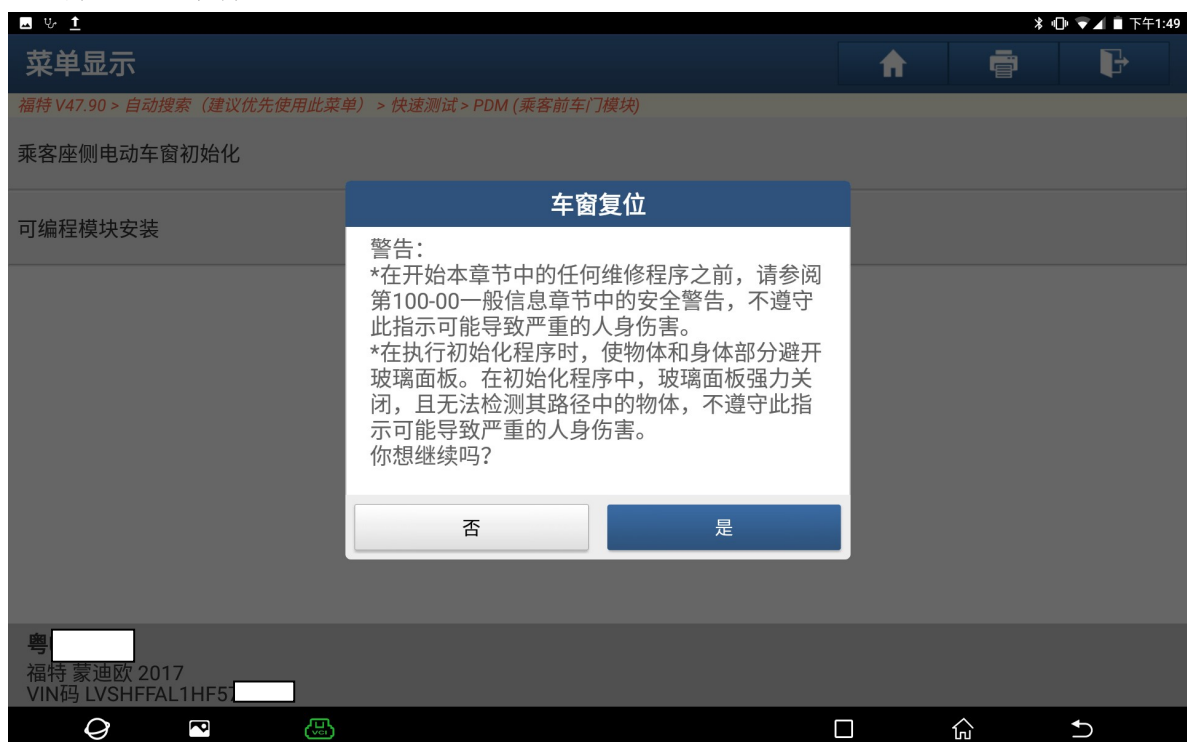 下午1:49
菜单显示
福特 V47.90 > 自动搜索（建议优先使用此菜单） > 快速测试 > PDM (乘客前车门模块)
乘客座侧电动车窗初始化
可编程模块安装
车窗复位
警告：
*在开始本章节中的任何维修程序之前，请参阅
第100-00一般信息章节中的安全警告，不遵守
此指示可能导致严重的人身伤害。
*在执行初始化程序时，使物体和身体部分避开
玻璃面板。在初始化程序中，玻璃面板强力关
闭，且无法检测其路径中的物体，不遵守此指
示可能导致严重的人身伤害。
你想继续吗？
否
是
粤
福特 蒙迪欧 2017
VIN码 LVSHFFAL1HF57
VCI